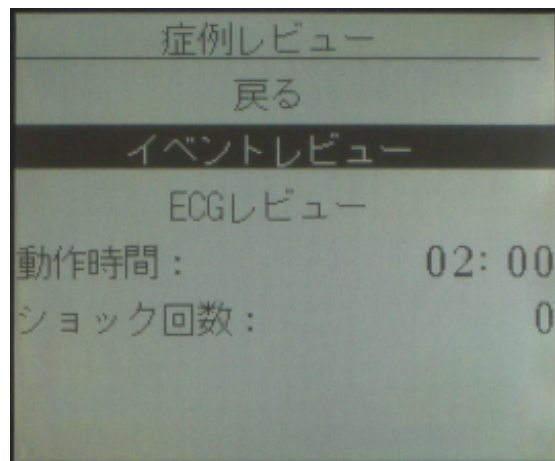 症例レビュー
戻る
イベントレビュー
ECGレビュー
動作時間： 02: 00
ショック回数： 0